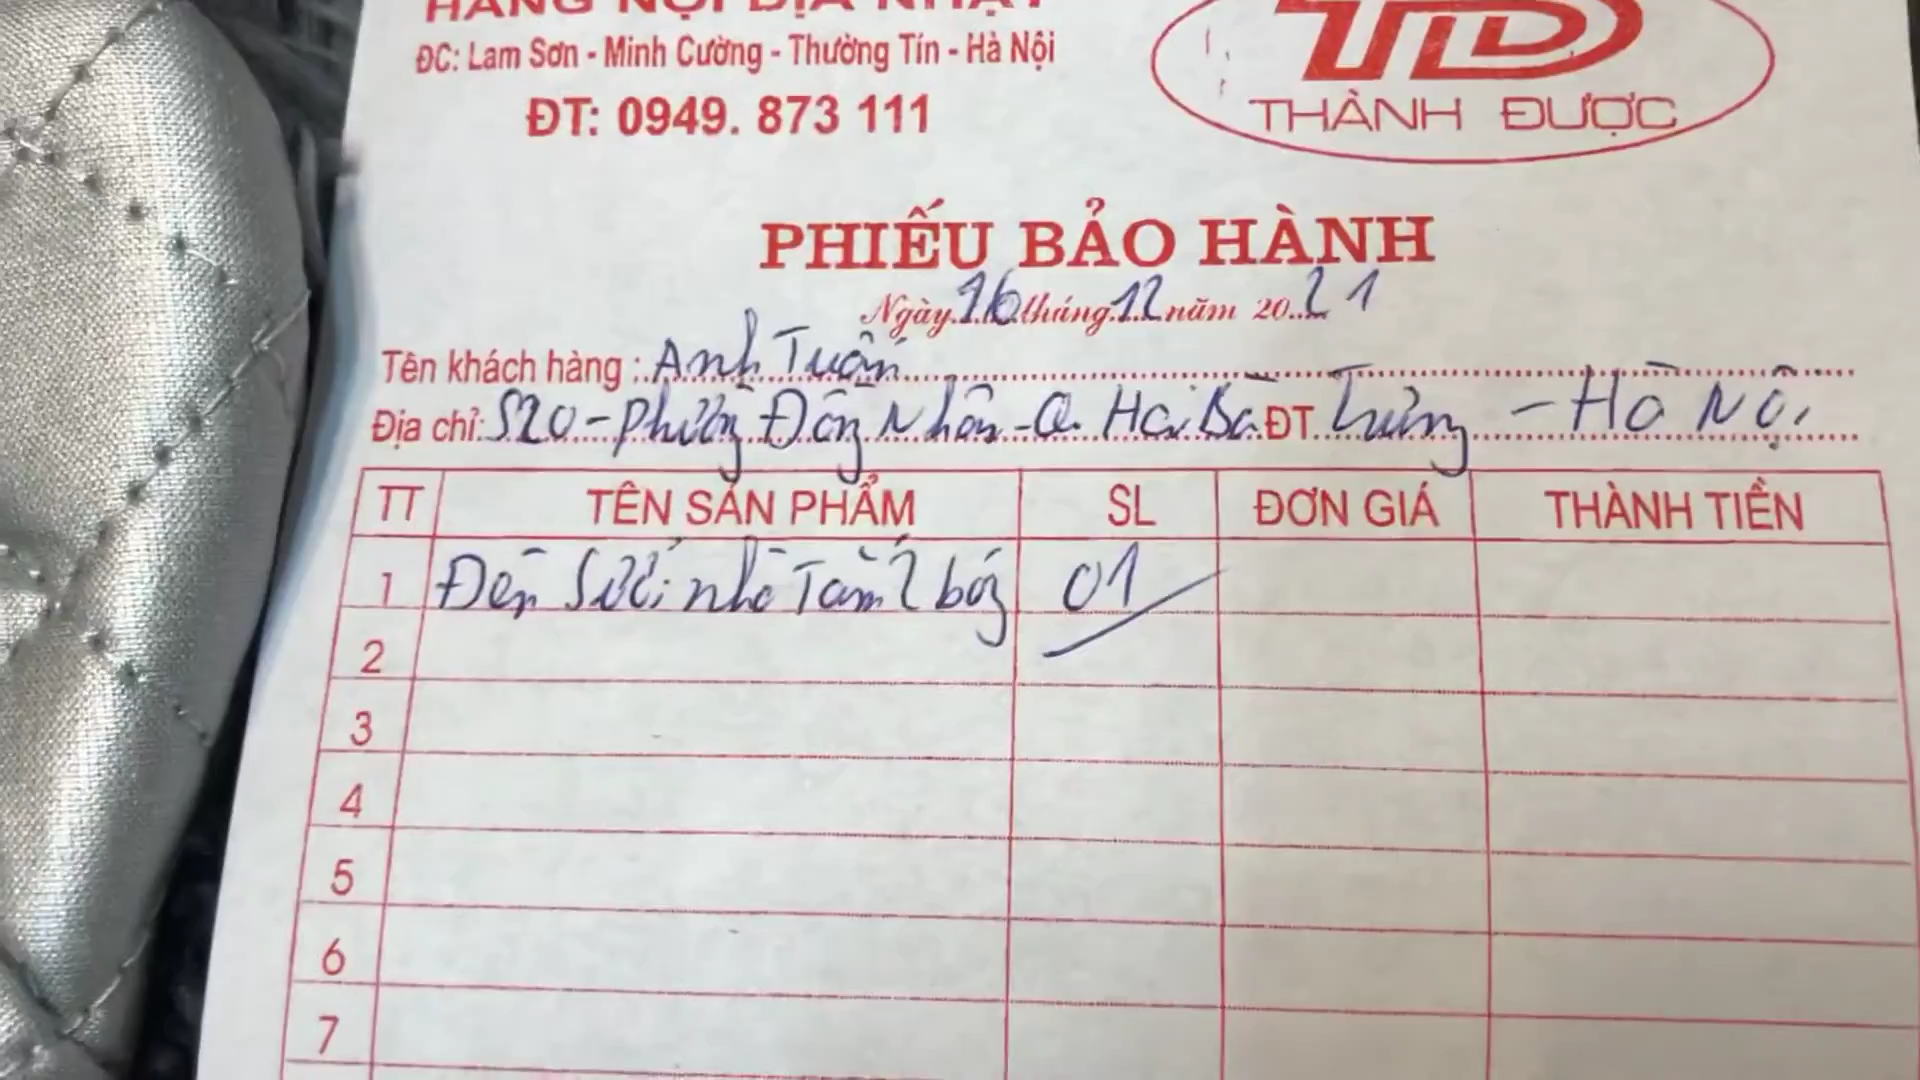 HÀNG NỘI ĐỊA NHẬT
ĐC: Lam Sơn - Minh Cường - Thường Tín - Hà Nội
ĐT: 0949. 873 111
TD
THÀNH ĐƯỢC
PHIẾU BẢO HÀNH
Ngày 16 tháng 12 năm 2021
Tên khách hàng : Anh Tuấn
Địa chỉ: S20 - Phường Đồng Nhân - Q. Hai Bà ĐT Trưng - Hà Nội
TT TÊN SẢN PHẨM SL ĐƠN GIÁ THÀNH TIỀN
1 Đèn Sưởi nhà Tắm 2 bóng 01
2
3
4
5
6
7